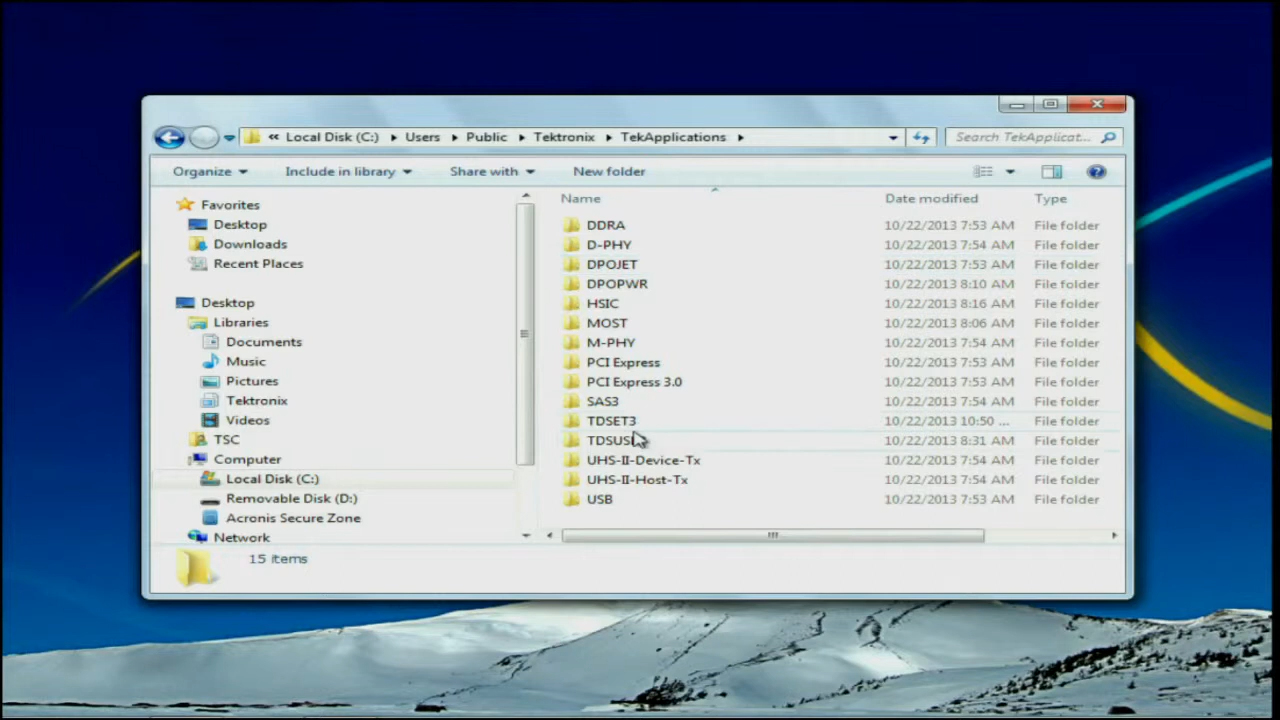 « Local Disk (C:) Users Public Tektronix TekApplications Search TekApplicat...
Organize Include in library Share with New folder
Favorites
Desktop
Downloads
Recent Places
Desktop
Libraries
Documents
Music
Pictures
Tektronix
Videos
TSC
Computer
Local Disk (C:)
Removable Disk (D:)
Acronis Secure Zone
Network
Name Date modified Type
DDRA 10/22/2013 7:53 AM File folder
D-PHY 10/22/2013 7:54 AM File folder
DPOJET 10/22/2013 7:53 AM File folder
DPOPWR 10/22/2013 8:10 AM File folder
HSIC 10/22/2013 8:16 AM File folder
MOST 10/22/2013 8:06 AM File folder
M-PHY 10/22/2013 7:54 AM File folder
PCI Express 10/22/2013 7:53 AM File folder
PCI Express 3.0 10/22/2013 7:53 AM File folder
SAS3 10/22/2013 7:54 AM File folder
TDSET3 10/22/2013 10:50 ... File folder
10/22/2013 8:31 AM File folder
UHS-II-Device-Tx 10/22/2013 7:54 AM File folder
UHS-II-Host-Tx 10/22/2013 7:54 AM File folder
USB 10/22/2013 7:53 AM File folder
15 items